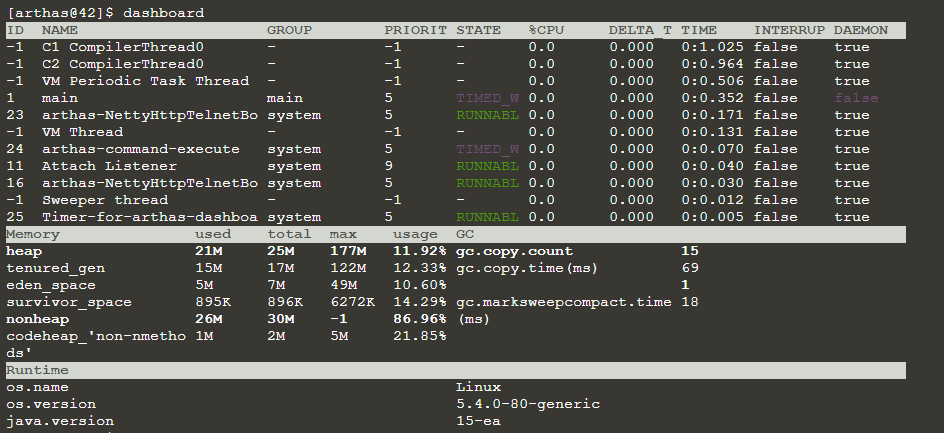 [arthas@42]$ dashboard
ID NAME GROUP PRIORIT STATE %CPU DELTA_T TIME INTERRUP DAEMON
-1 C1 CompilerThread0 - -1 - 0.0 0.000 0:1.025 false true
-1 C2 CompilerThread0 - -1 - 0.0 0.000 0:0.964 false true
-1 VM Periodic Task Thread - -1 - 0.0 0.000 0:0.506 false true
1 main main 5 TIMED_W 0.0 0.000 0:0.352 false false
23 arthas-NettyHttpTelnetBo system 5 RUNNABL 0.0 0.000 0:0.171 false true
-1 VM Thread - -1 - 0.0 0.000 0:0.131 false true
24 arthas-command-execute system 5 TIMED_W 0.0 0.000 0:0.070 false true
11 Attach Listener system 9 RUNNABL 0.0 0.000 0:0.040 false true
16 arthas-NettyHttpTelnetBo system 5 RUNNABL 0.0 0.000 0:0.030 false true
-1 Sweeper thread - -1 - 0.0 0.000 0:0.012 false true
25 Timer-for-arthas-dashboa system 5 RUNNABL 0.0 0.000 0:0.005 false true
Memory used total max usage GC
heap 21M 25M 177M 11.92% gc.copy.count 15
tenured_gen 15M 17M 122M 12.33% gc.copy.time(ms) 69
eden_space 5M 7M 49M 10.60% 1
survivor_space 895K 896K 6272K 14.29% gc.marksweepcompact.time 18
nonheap 26M 30M -1 86.96% (ms)
codeheap_'non-nmetho 1M 2M 5M 21.85%
ds'
Runtime
os.name Linux
os.version 5.4.0-80-generic
java.version 15-ea